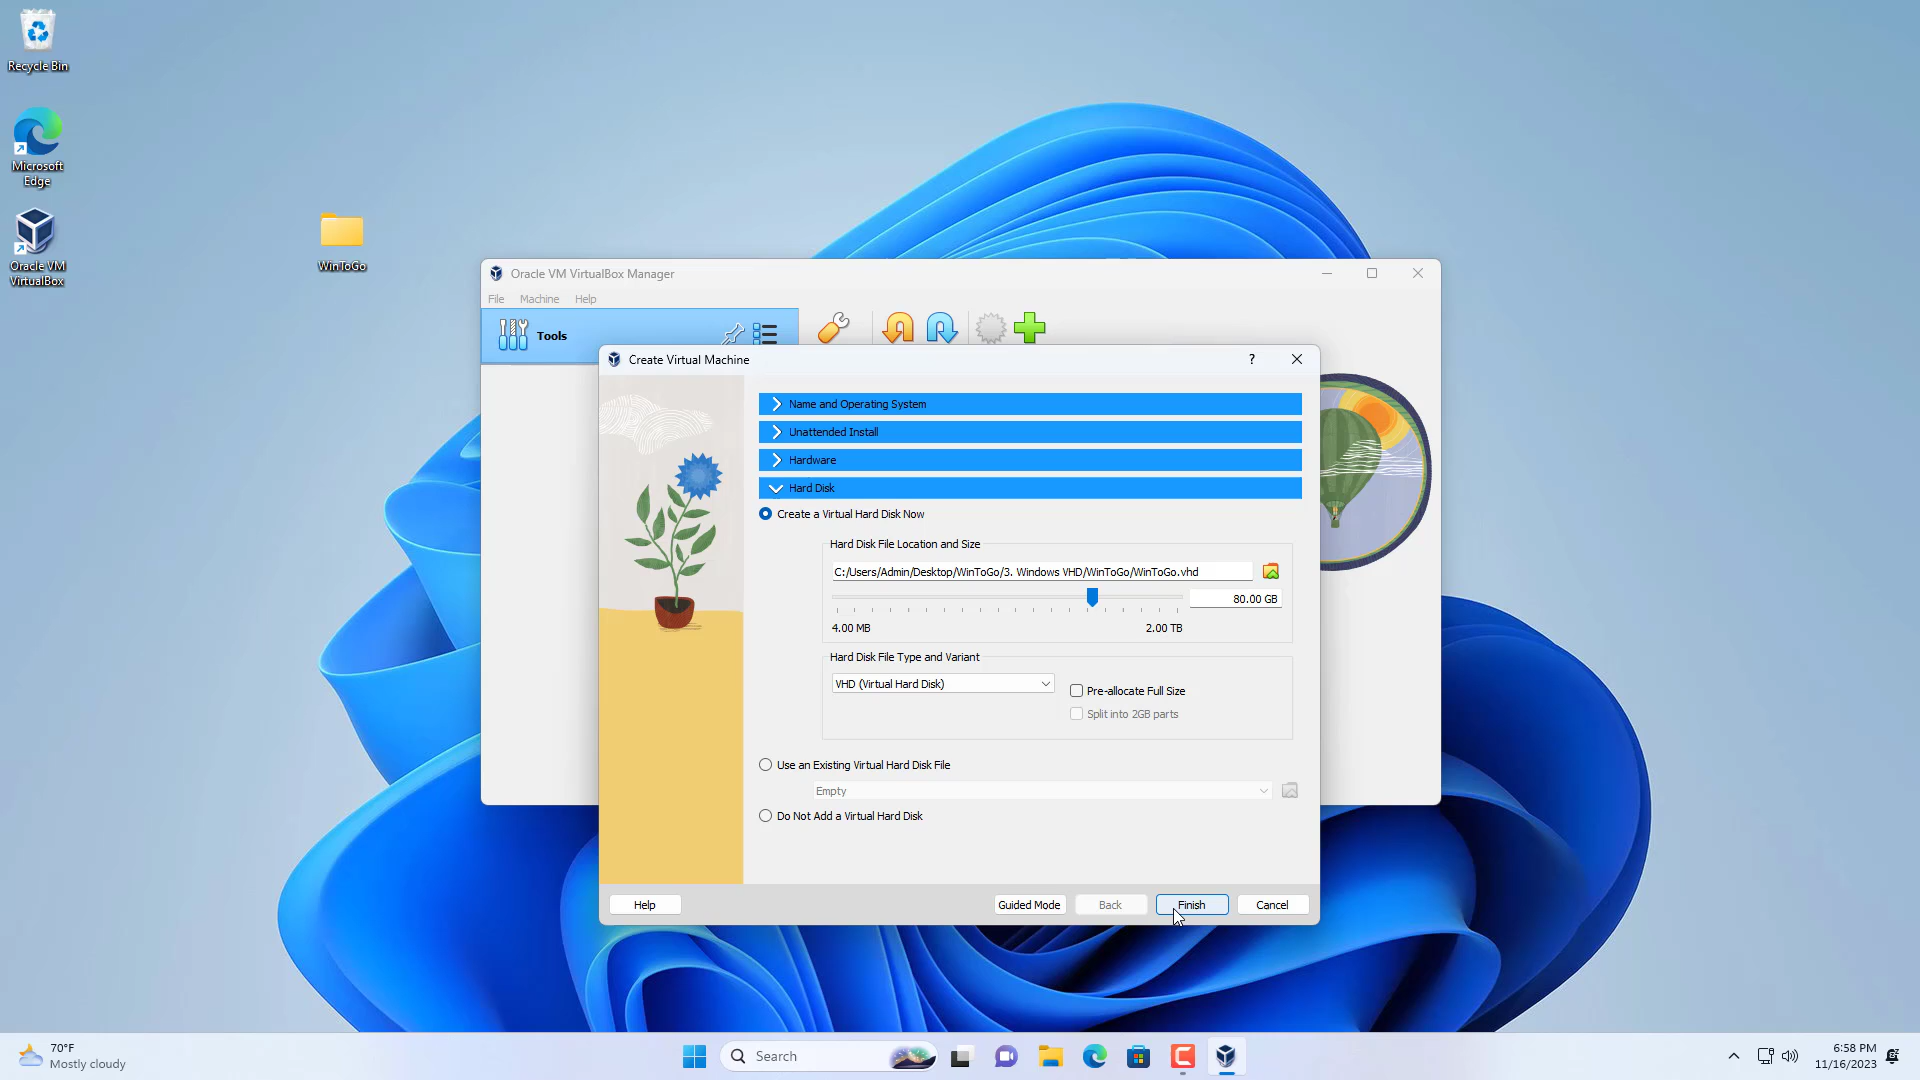 Recycle Bin
Microsoft
Edge
Oracle VM
VirtualBox
WinToGo
Oracle VM VirtualBox Manager
File Machine Help
Tools
Create Virtual Machine
?
Name and Operating System
Unattended Install
Hardware
Hard Disk
Create a Virtual Hard Disk Now
Hard Disk File Location and Size
C:/Users/Admin/Desktop/WinToGo/3. Windows VHD/WinToGo/WinToGo.vhd
80.00 GB
4.00 MB 2.00 TB
Hard Disk File Type and Variant
VHD (Virtual Hard Disk)
Pre-allocate Full Size
Split into 2GB parts
Use an Existing Virtual Hard Disk File
Empty
Do Not Add a Virtual Hard Disk
Help Guided Mode Back Finish Cancel
70°F
Mostly cloudy
Search
6:58 PM
11/16/2023